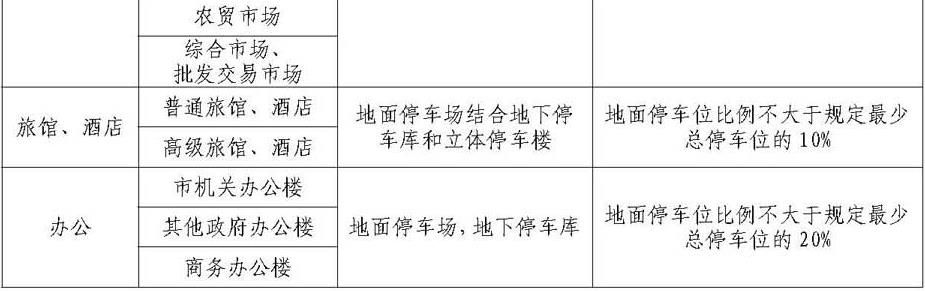 农贸市场
综合市场、
批发交易市场
旅馆、酒店
普通旅馆、酒店
高级旅馆、酒店
地面停车场结合地下停
车库和立体停车楼
地面停车位比例不大于规定最少
总停车位的 10%
办公
市机关办公楼
其他政府办公楼
商务办公楼
地面停车场,地下停车库
地面停车位比例不大于规定最少
总停车位的 20%